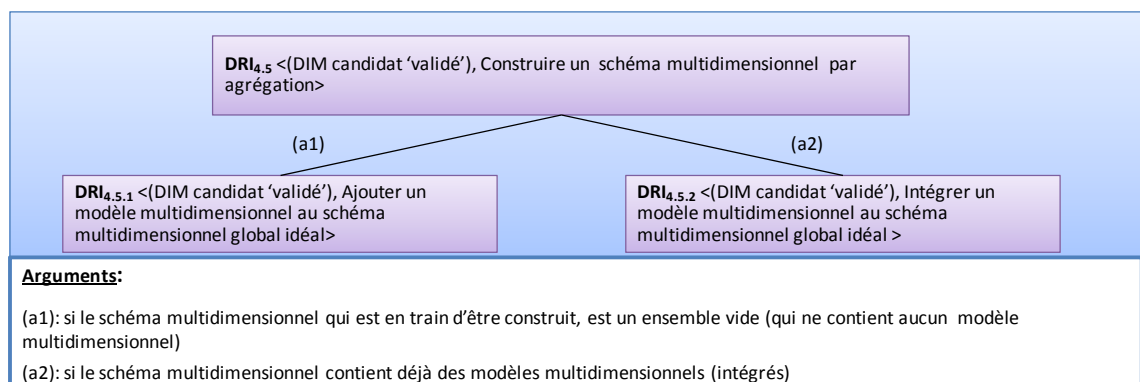 DRI4.5 <(DIM candidat ‘validé’), Construire un schéma multidimensionnel par
agrégation>
(a1)
(a2)
DRI4.5.1 <(DIM candidat ‘validé’), Ajouter un
modèle multidimensionnel au schéma
multidimensionnel global idéal>
DRI4.5.2 <(DIM candidat ‘validé’), Intégrer un
modèle multidimensionnel au schéma
multidimensionnel global idéal >
Arguments:
(a1): si le schéma multidimensionnel qui est en train d’être construit, est un ensemble vide (qui ne contient aucun modèle
multidimensionnel)
(a2): si le schéma multidimensionnel contient déjà des modèles multidimensionnels (intégrés)